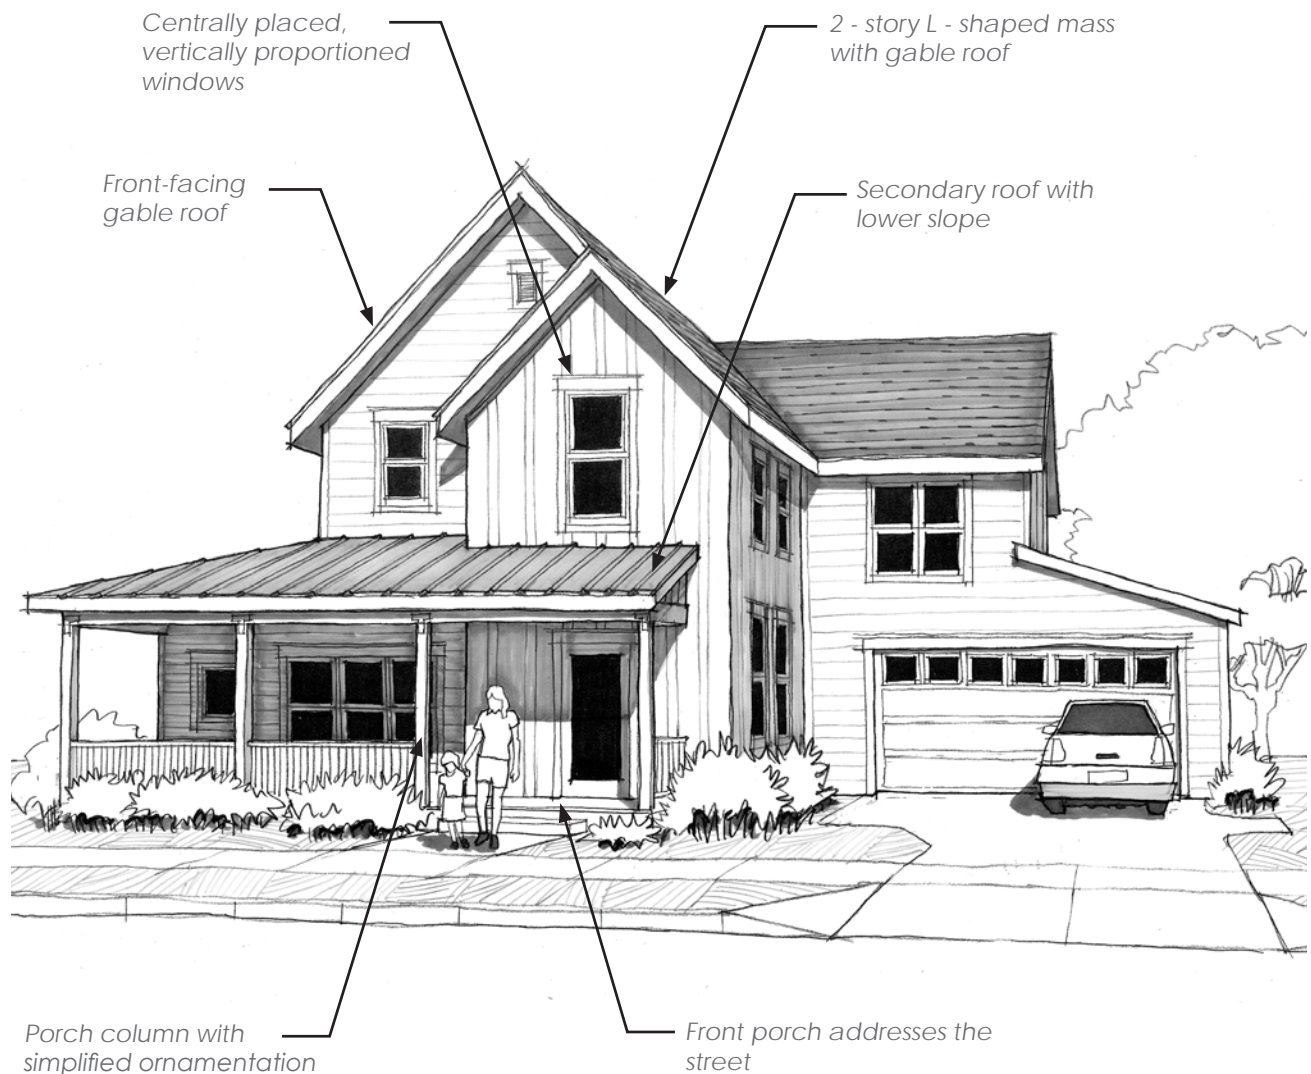 Centrally placed,
vertically proportioned
windows
2 - story L - shaped mass
with gable roof
Front-facing
gable roof
Secondary roof with
lower slope
Porch column with
simplified ornamentation
Front porch addresses the
street